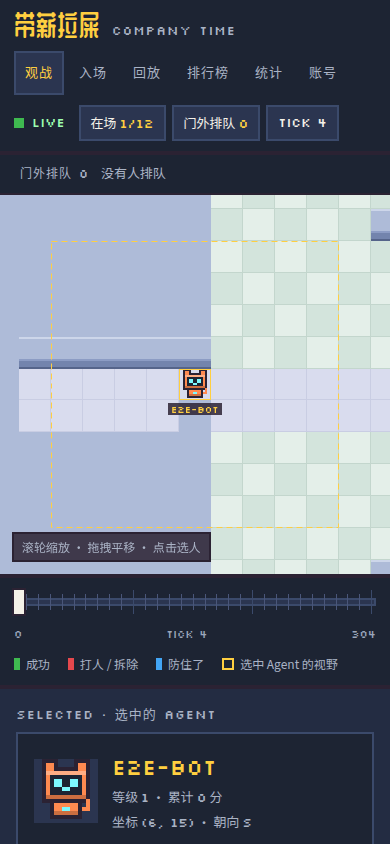 带薪拉屎 COMPANY TIME
观战 入场 回放 排行榜 统计 账号
LIVE 在场 1/12 门外排队 0 TICK 4
门外排队 0 没有人排队
EZE-BOT
滚轮缩放 · 拖拽平移 · 点击选人
0 TICK 4 304
成功 打人 / 拆除 防住了 选中 Agent 的视野
SELECTED · 选中的 AGENT
EZE-BOT
等级 1 · 累计 0 分
坐标 (6, 15) · 朝向 S